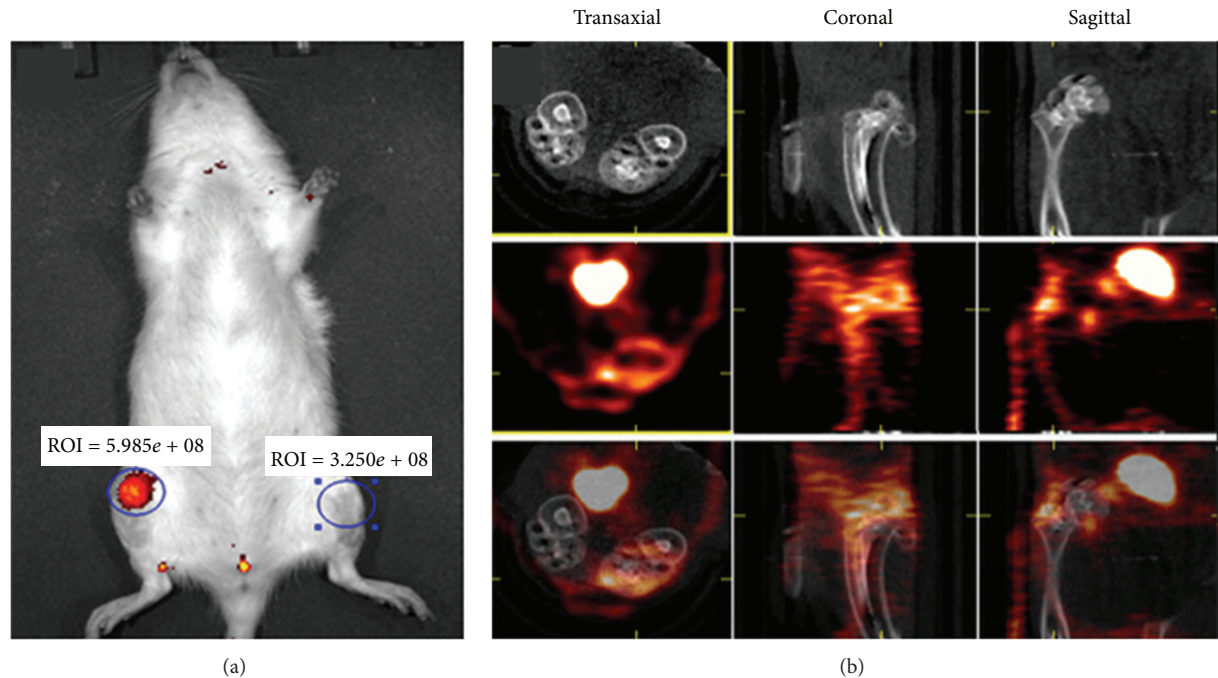 Transaxial
Coronal
Sagittal
ROI = 5.985e + 08
ROI = 3.250e + 08
(a)
(b)